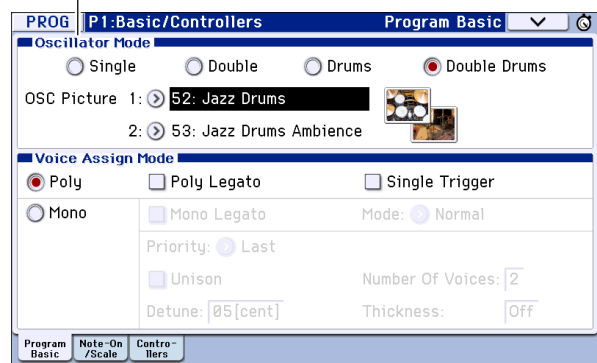 PROG P1:Basic/Controllers Program Basic
Oscillator Mode
Single Double Drums Double Drums
OSC Picture 1: 52: Jazz Drums
2: 53: Jazz Drums Ambience
Voice Assign Mode
Poly Poly Legato Single Trigger
Mono Mono Legato Mode: Normal
Priority: Last
Unison Number Of Voices: 2
Detune: 05[cent] Thickness: Off
Program Basic Note-On /Scale Contro- llers